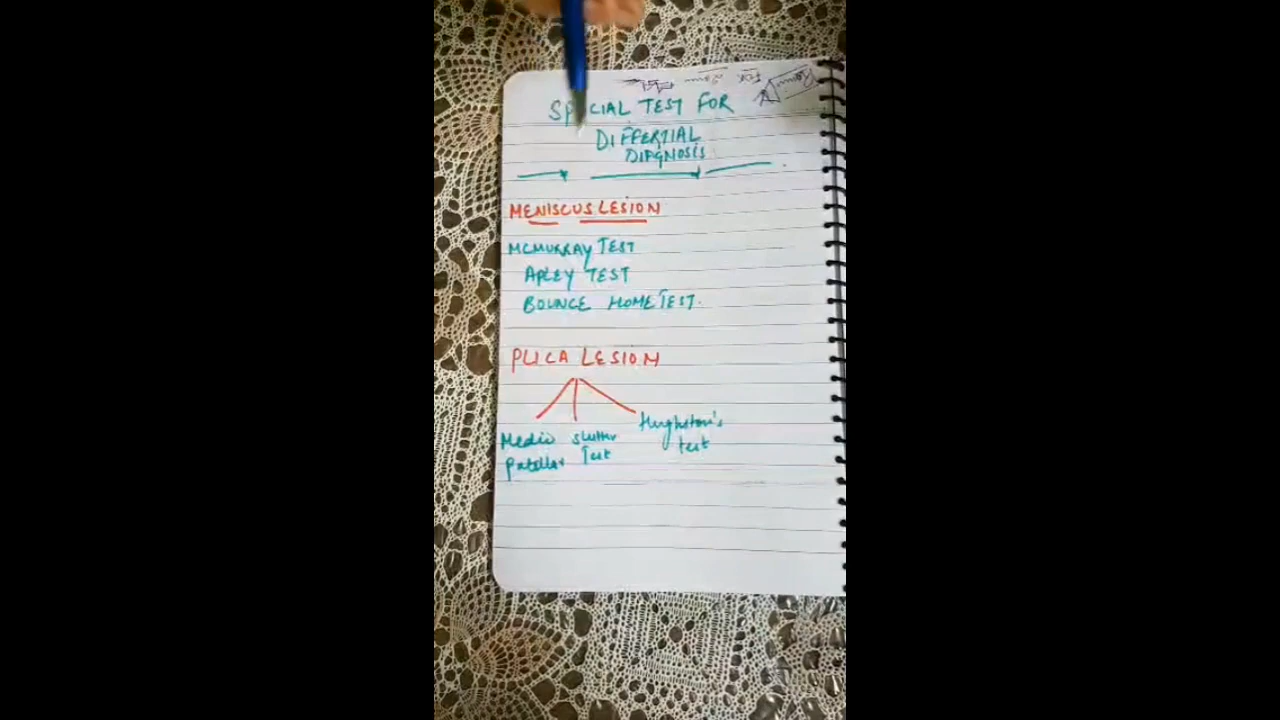 SPECIAL TEST FOR
DIFFERTIAL
DIAGNOSIS
MENISCUS LESION
MCMURRAY TEST
APLEY TEST
BOUNCE HOME TEST.
PLICA LESION
Hughston's
test
Medio
patellar
stutter
Test